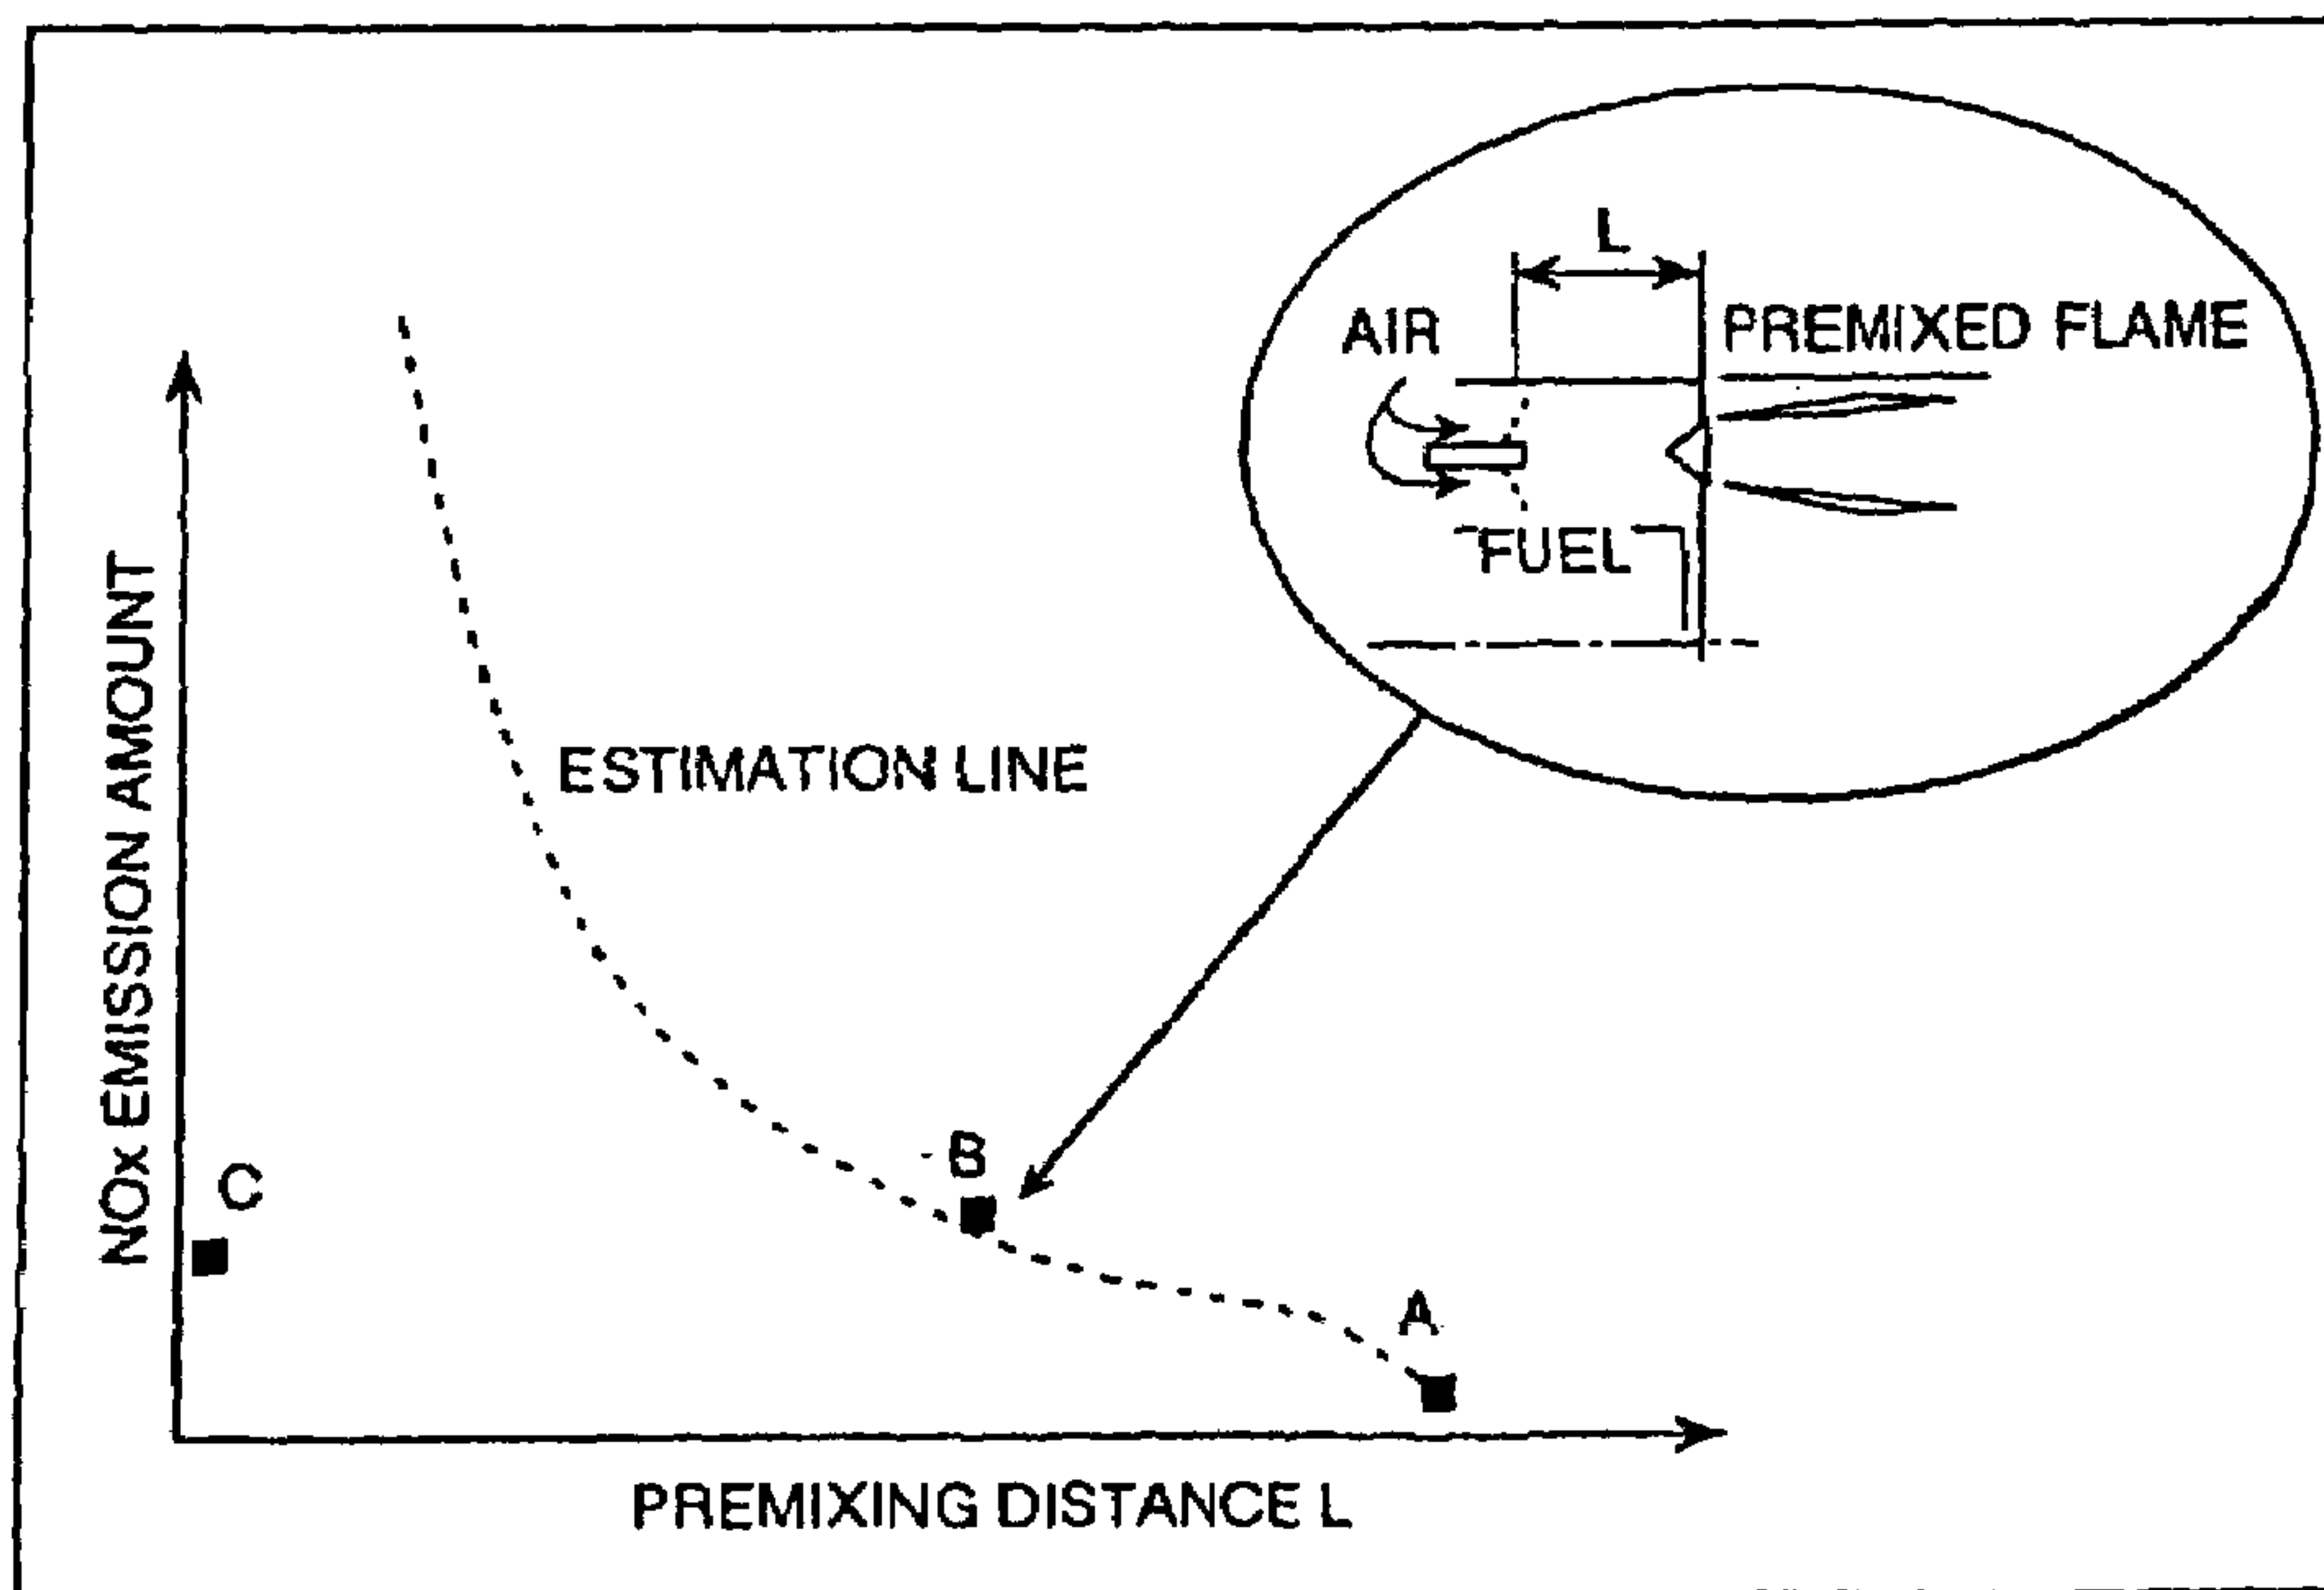 L
AIR
PREMIXED FLAME
FUEL
NOx EMISSION AMOUNT
ESTIMATION LINE
B
C
A
PREMIXING DISTANCE L